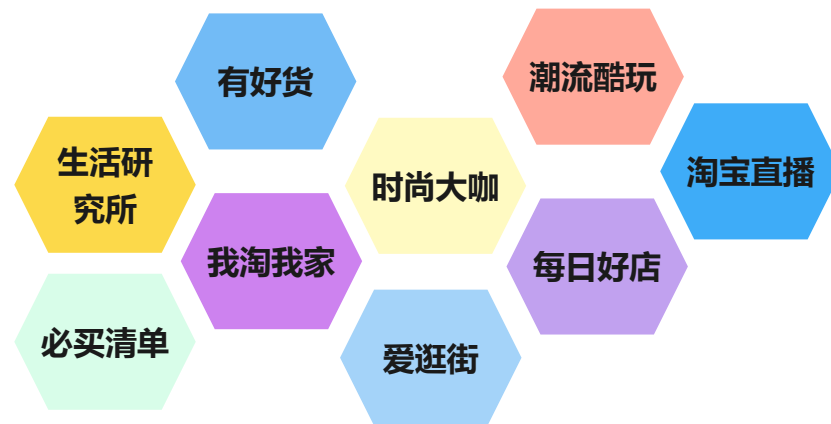 有好货
潮流酷玩
生活研
究所
时尚大咖
淘宝直播
我淘我家
每日好店
必买清单
爱逛街